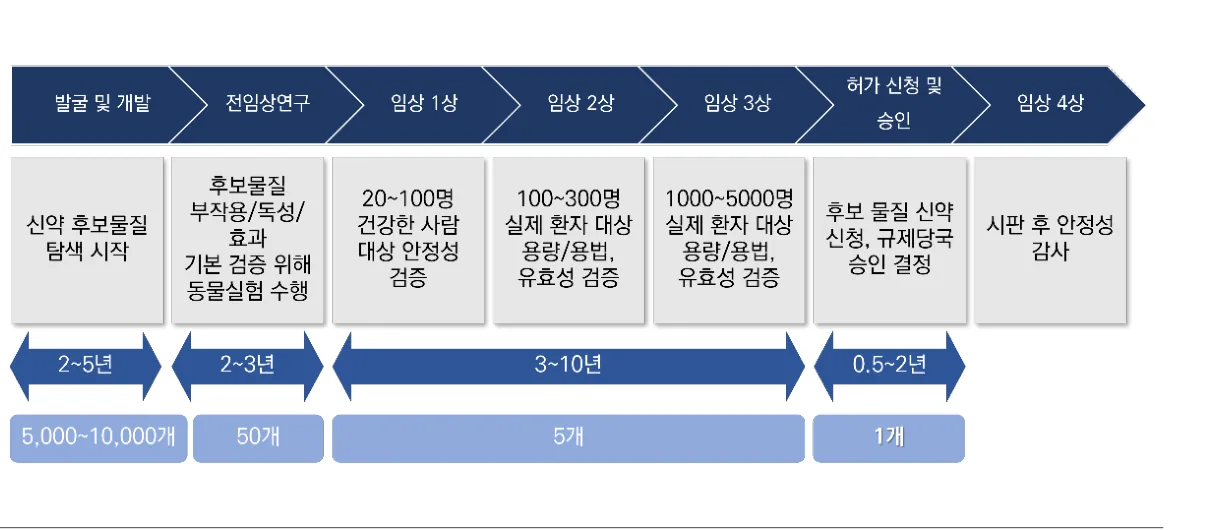 발굴 및 개발
전임상연구
임상 1상
임상 2상
임상 3상
허가 신청 및
승인
임상 4상
신약 후보물질
탐색 시작
후보물질
부작용/독성/
효과
기본 검증 위해
동물실험 수행
20~100명
건강한 사람
대상 안정성
검증
100~300명
실제 환자 대상
용량/용법,
유효성 검증
1000~5000명
실제 환자 대상
용량/용법,
유효성 검증
후보 물질 신약
신청, 규제당국
승인 결정
시판 후 안정성
감사
2~5년
2~3년
3~10년
0.5~2년
5,000~10,000개
50개
5개
1개